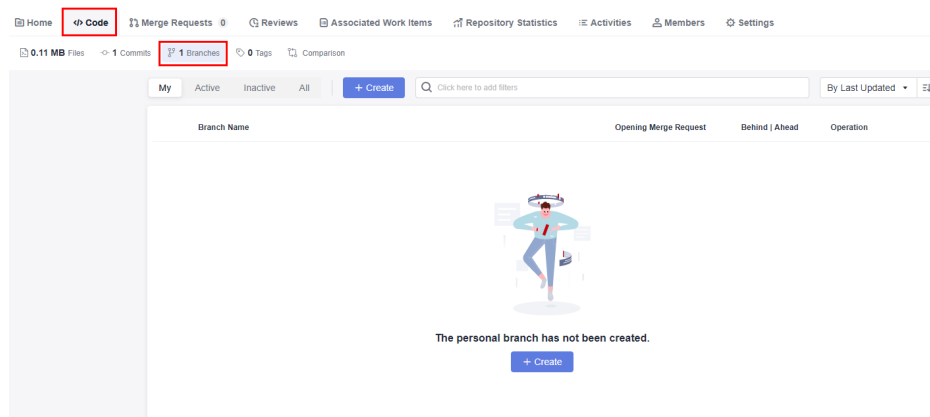 Home Code Merge Requests 0 Reviews Associated Work Items Repository Statistics Activities Members Settings
0.11 MB Files 1 Commits 1 Branches 0 Tags Comparison
My Active Inactive All + Create Click here to add filters By Last Updated
Branch Name Opening Merge Request Behind | Ahead Operation
The personal branch has not been created.
+ Create